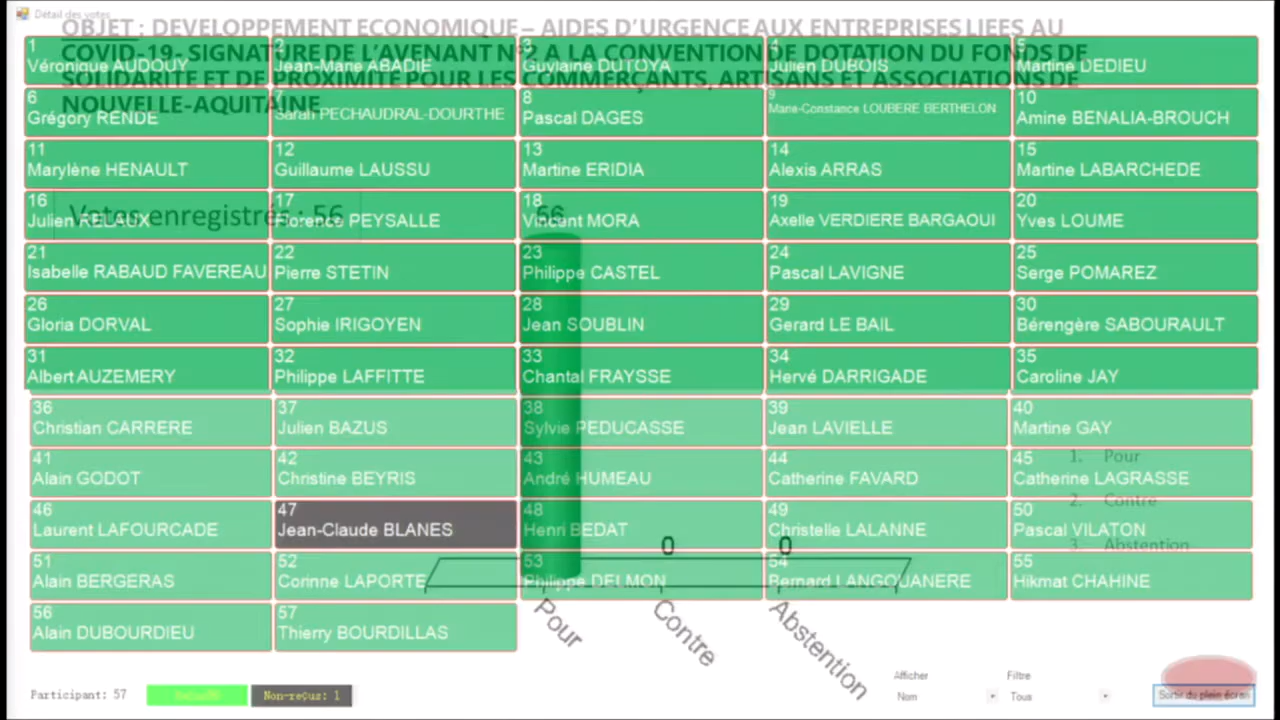 Détail des votes
OBJET : DEVELOPPEMENT ECONOMIQUE – AIDES D’URGENCE AUX ENTREPRISES LIEES AU
COVID-19- SIGNATURE DE L’AVENANT N°2 A LA CONVENTION DE DOTATION DU FONDS DE
SOLIDARITE ET DE PROXIMITE POUR LES COMMERÇANTS, ARTISANS ET ASSOCIATIONS DE
NOUVELLE-AQUITAINE
Votes enregistrés : 56
1 Véronique AUDOUY
2 Jean-Marie ABADIE
3 Guylaine DUTOYA
4 Julien DUBOIS
5 Martine DEDIEU
6 Grégory RENDE
7 Sarah PECHAUDRAL-DOURTHE
8 Pascal DAGES
9 Marie-Constance LOUBERE BERTHELON
10 Amine BENALIA-BROUCH
11 Marylène HENAULT
12 Guillaume LAUSSU
13 Martine ERIDIA
14 Alexis ARRAS
15 Martine LABARCHEDE
16 Julien RELAUX
17 Florence PEYSALLE
18 Vincent MORA
19 Axelle VERDIERE BARGAOUI
20 Yves LOUME
21 Isabelle RABAUD FAVEREAU
22 Pierre STETIN
23 Philippe CASTEL
24 Pascal LAVIGNE
25 Serge POMAREZ
26 Gloria DORVAL
27 Sophie IRIGOYEN
28 Jean SOUBLIN
29 Gerard LE BAIL
30 Bérengère SABOURAULT
31 Albert AUZEMERY
32 Philippe LAFFITTE
33 Chantal FRAYSSE
34 Hervé DARRIGADE
35 Caroline JAY
36 Christian CARRERE
37 Julien BAZUS
38 Sylvie PEDUCASSE
39 Jean LAVIELLE
40 Martine GAY
41 Alain GODOT
42 Christine BEYRIS
43 André HUMEAU
44 Catherine FAVARD
45 Catherine LAGRASSE
46 Laurent LAFOURCADE
47 Jean-Claude BLANES
48 Henri BEDAT
49 Christelle LALANNE
50 Pascal VILATON
51 Alain BERGERAS
52 Corinne LAPORTE
53 Philippe DELMON
54 Bernard LANGOUANERE
55 Hikmat CHAHINE
56 Alain DUBOURDIEU
57 Thierry BOURDILLAS
56
0
0
Pour
Contre
Abstention
1. Pour
2. Contre
3. Abstention
Participant: 57
Non-reçus: 1
Afficher
Nom
Filtre
Tous
Sortir du plein écran